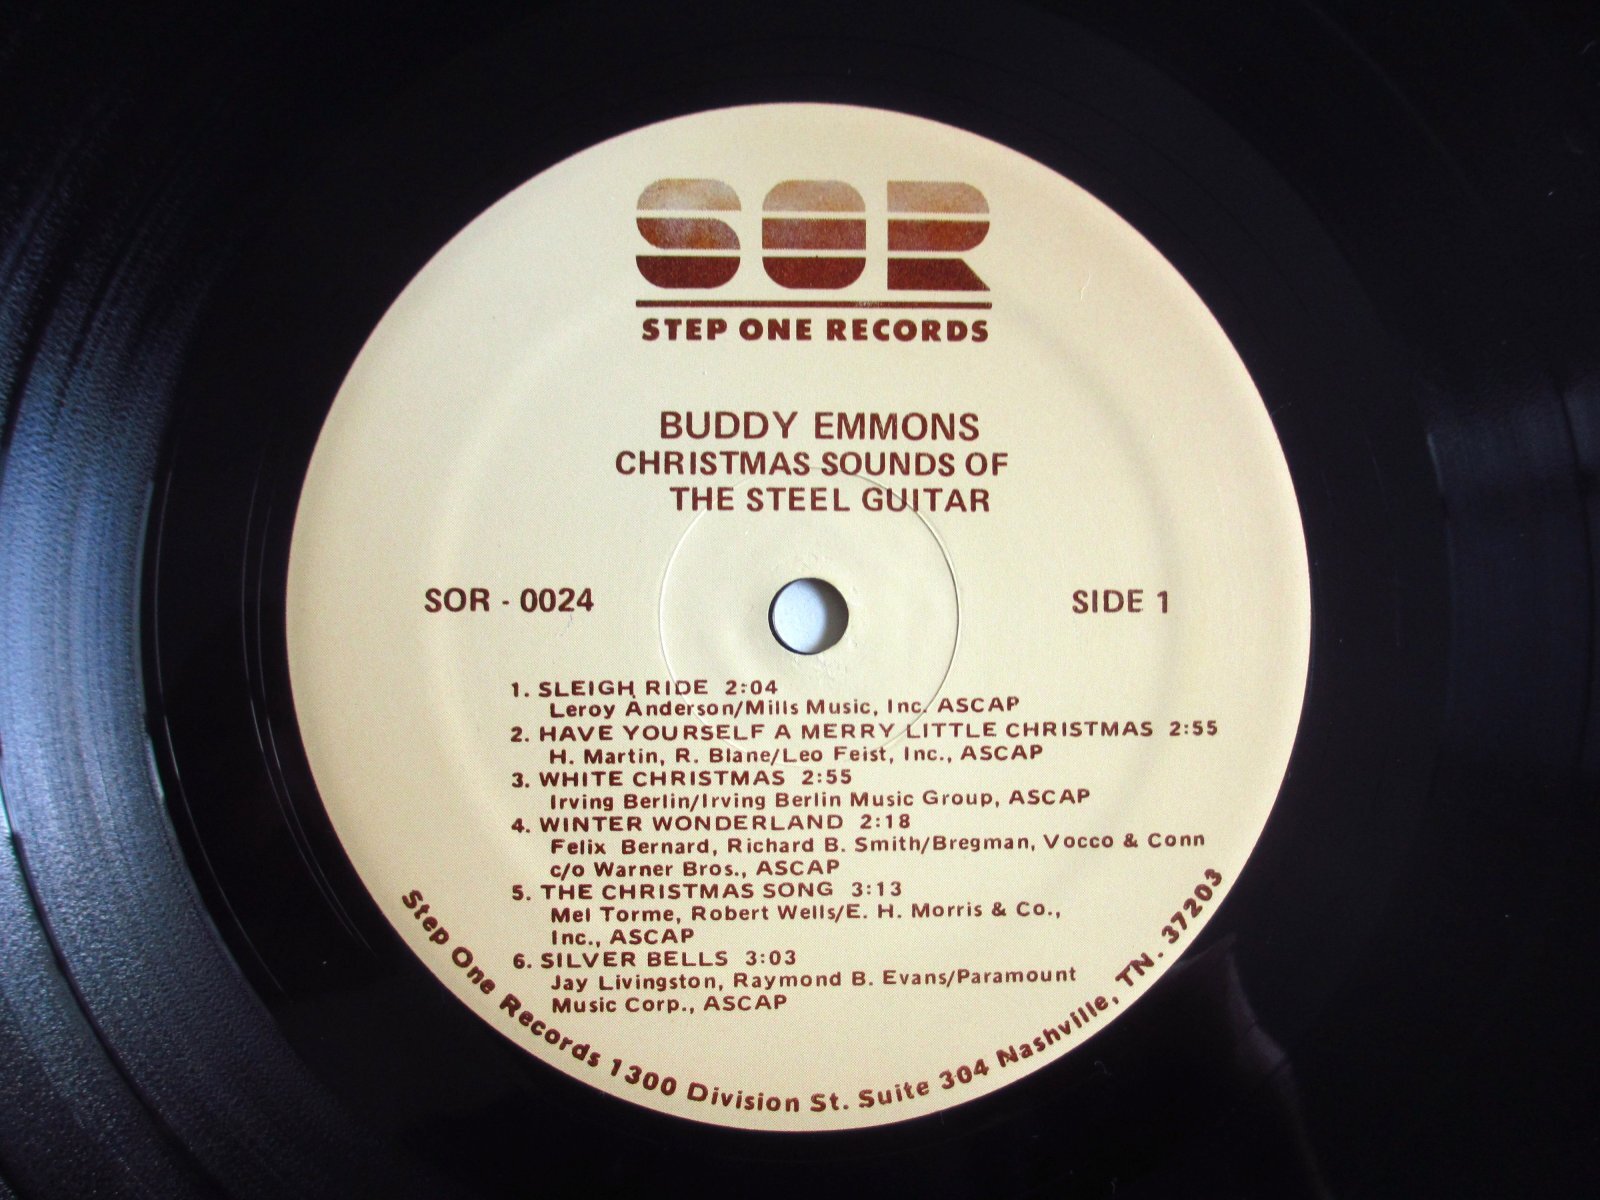 SOR
STEP ONE RECORDS
BUDDY EMMONS
CHRISTMAS SOUNDS OF
THE STEEL GUITAR
SOR - 0024
SIDE 1
1. SLEIGH RIDE 2:04
Leroy Anderson/Mills Music, Inc. ASCAP
2. HAVE YOURSELF A MERRY LITTLE CHRISTMAS 2:55
H. Martin, R. Blane/Leo Feist, Inc., ASCAP
3. WHITE CHRISTMAS 2:55
Irving Berlin/Irving Berlin Music Group, ASCAP
4. WINTER WONDERLAND 2:18
Felix Bernard, Richard B. Smith/Bregman, Vocco & Conn
c/o Warner Bros., ASCAP
5. THE CHRISTMAS SONG 3:13
Mel Torme, Robert Wells/E. H. Morris & Co.,
Inc., ASCAP
6. SILVER BELLS 3:03
Jay Livingston, Raymond B. Evans/Paramount
Music Corp., ASCAP
Step One Records 1300 Division St. Suite 304 Nashville, TN. 37203